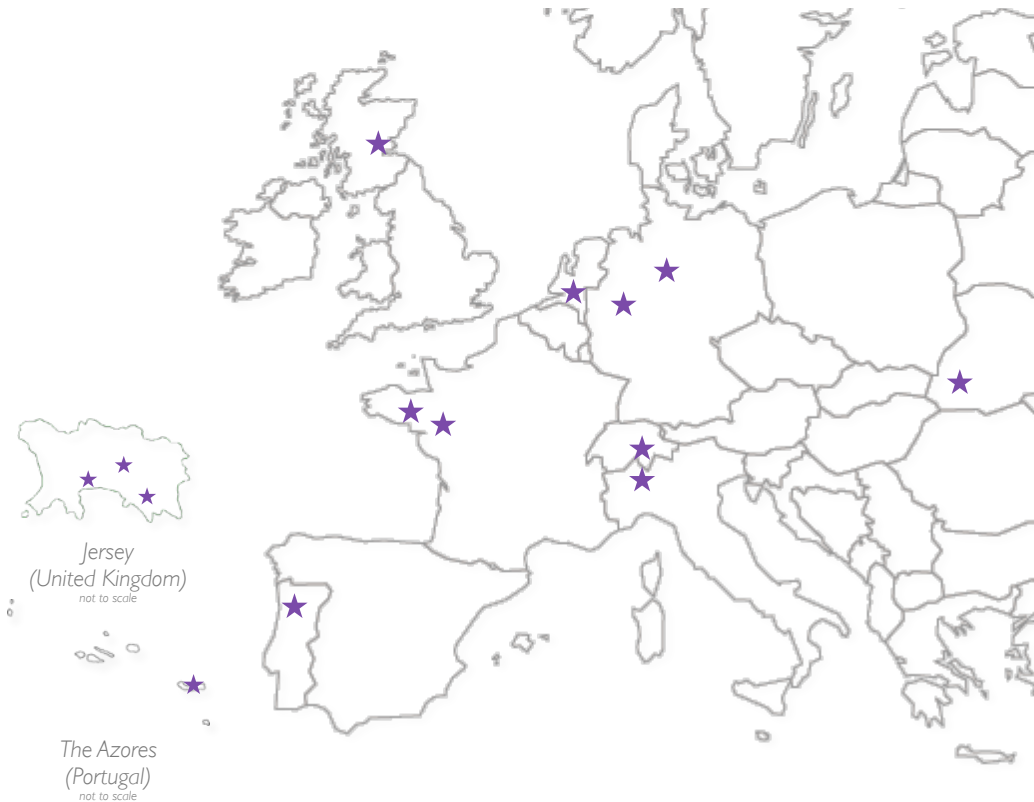 Jersey
(United Kingdom)
not to scale
The Azores
(Portugal)
not to scale